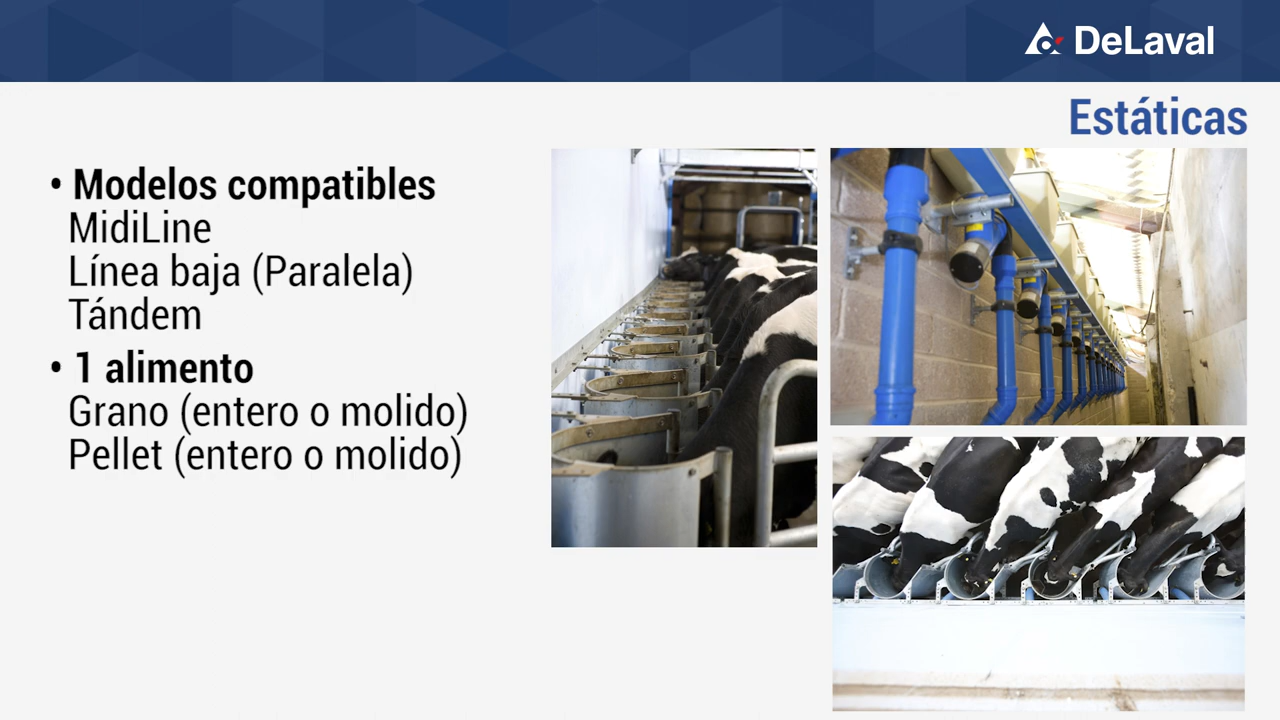 DeLaval
Estáticas
• Modelos compatibles
MidiLine
Línea baja (Paralela)
Tándem
• 1 alimento
Grano (entero o molido)
Pellet (entero o molido)